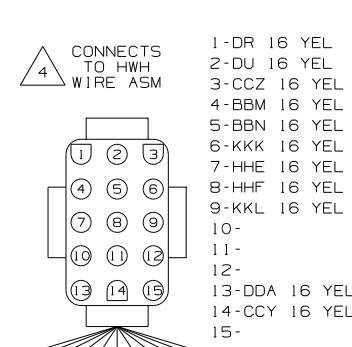 CONNECTS
4 TO HWH
WIRE ASM
1-DR 16 YEL
2-DU 16 YEL
3-CCZ 16 YEL
4-BBM 16 YEL
5-BBN 16 YEL
6-KKK 16 YEL
7-HHE 16 YEL
8-HHF 16 YEL
9-KKL 16 YEL
10-
11-
12-
13-DDA 16 YEL
14-CCY 16 YEL
15-
1 2 3
4 5 6
7 8 9
10 11 12
13 14 15